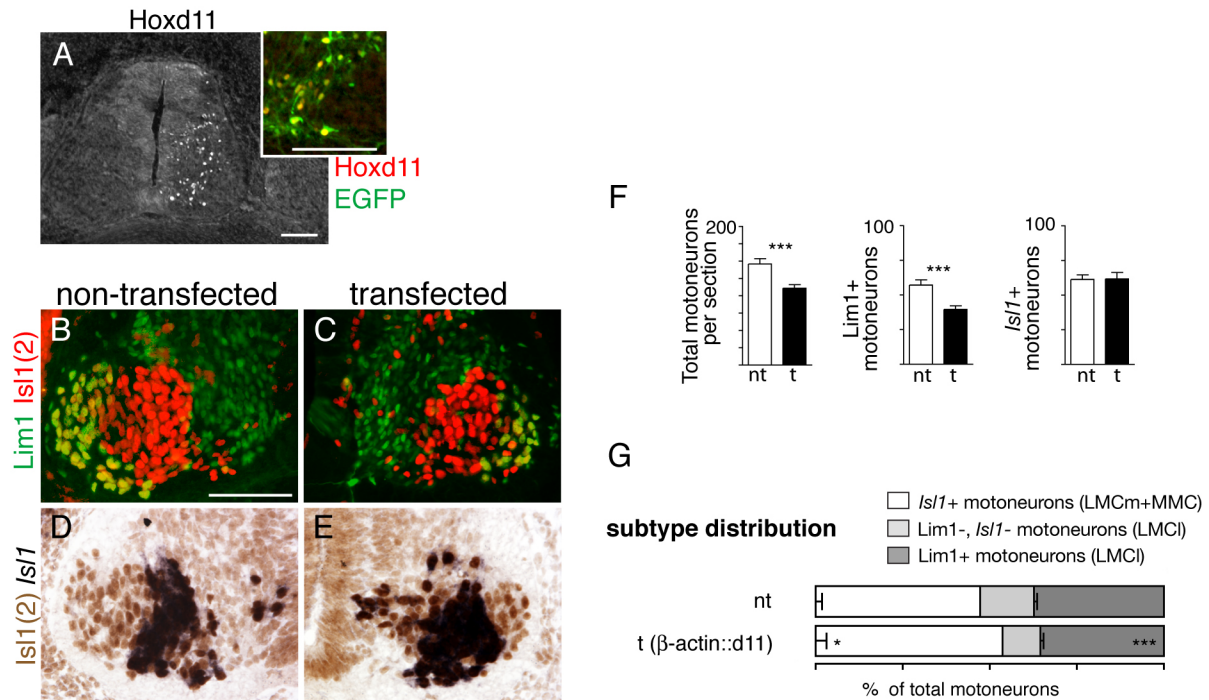 Hoxd11
A
Hoxd11
EGFP
non-transfected
transfected
B
C
Lim1 Isl1(2)
D
E
Isl1(2) Isl1
F
Total motoneurons
per section
200
***
nt t
Lim1+
motoneurons
100
***
nt t
Isl1+
motoneurons
100
nt t
G
subtype distribution
Isl1+ motoneurons (LMCm+MMC)
Lim1-, Isl1- motoneurons (LMCl)
Lim1+ motoneurons (LMCl)
nt
t (β-actin::d11)
*
***
% of total motoneurons